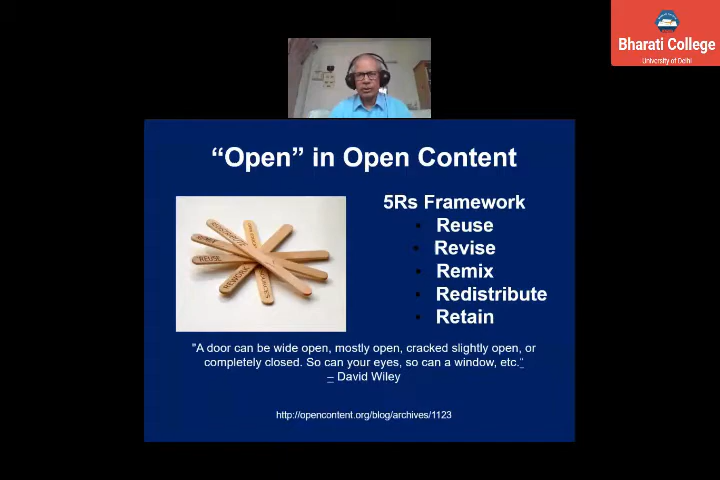 Bharati College
University of Delhi
“Open” in Open Content
5Rs Framework
• Reuse
• Revise
• Remix
• Redistribute
• Retain
REUSE
REWORK
"A door can be wide open, mostly open, cracked slightly open, or
completely closed. So can your eyes, so can a window, etc.“
– David Wiley
http://opencontent.org/blog/archives/1123